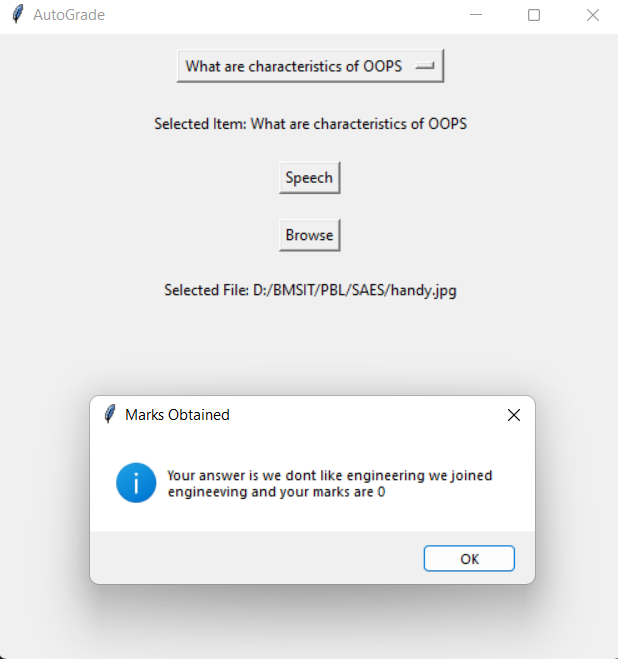 AutoGrade
What are characteristics of OOPS
Selected Item: What are characteristics of OOPS
Speech
Browse
Selected File: D:/BMSIT/PBL/SAES/handy.jpg
Marks Obtained
Your answer is we dont like engineering we joined
engineeving and your marks are 0
OK